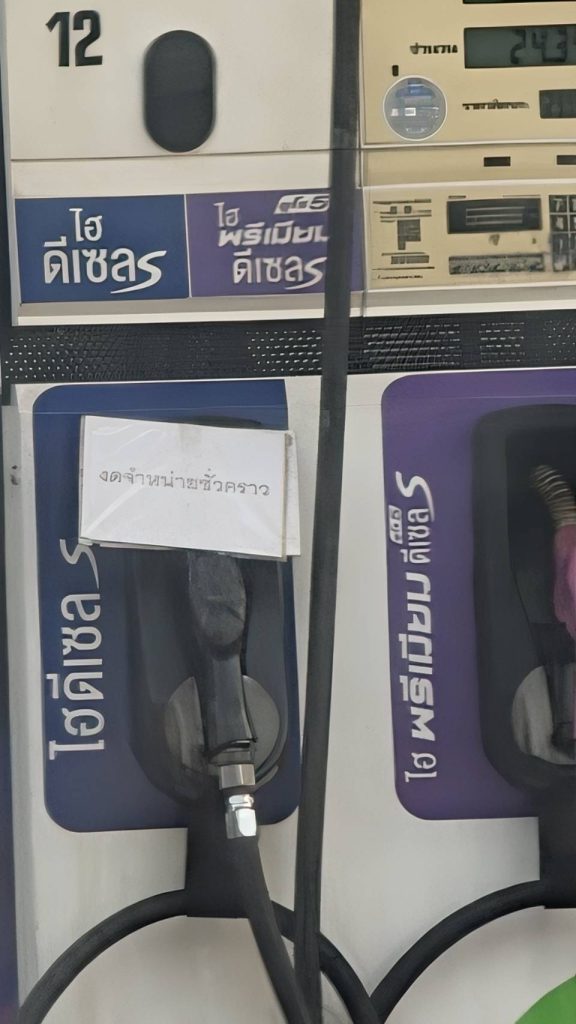 12
ไฮ
ดีเซลS
ไฮ
พรีเมียม
ดีเซลS
งดจำหน่ายชั่วคราว
ไฮดีเซลS
ไฮ พรีเมียม ดีเซลS